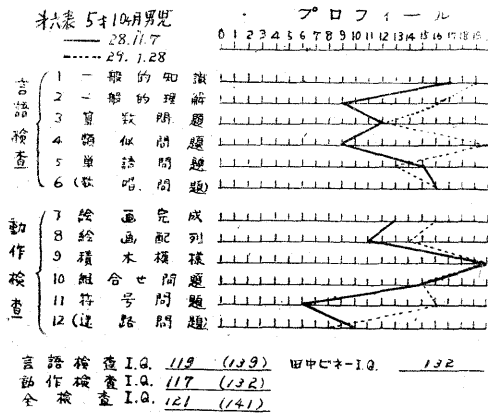 第六表 5才10ヶ月男児
28.11.7
29.1.28
プロフィール
0 1 2 3 4 5 6 7 8 9 10 11 12 13 14 15 16 17 18 19
言語検査
1 一般的知識
2 一般的理解
3 算数問題
4 類似問題
5 単語問題
6 (数唱問題)
動作検査
7 絵画完成
8 絵画配列
9 積木模様
10 組合せ問題
11 符号問題
12 (迷路問題)
言語検査I.Q. 119 (139) 田中ビネーI.Q. 132
動作検査I.Q. 117 (132)
全検査I.Q. 121 (141)